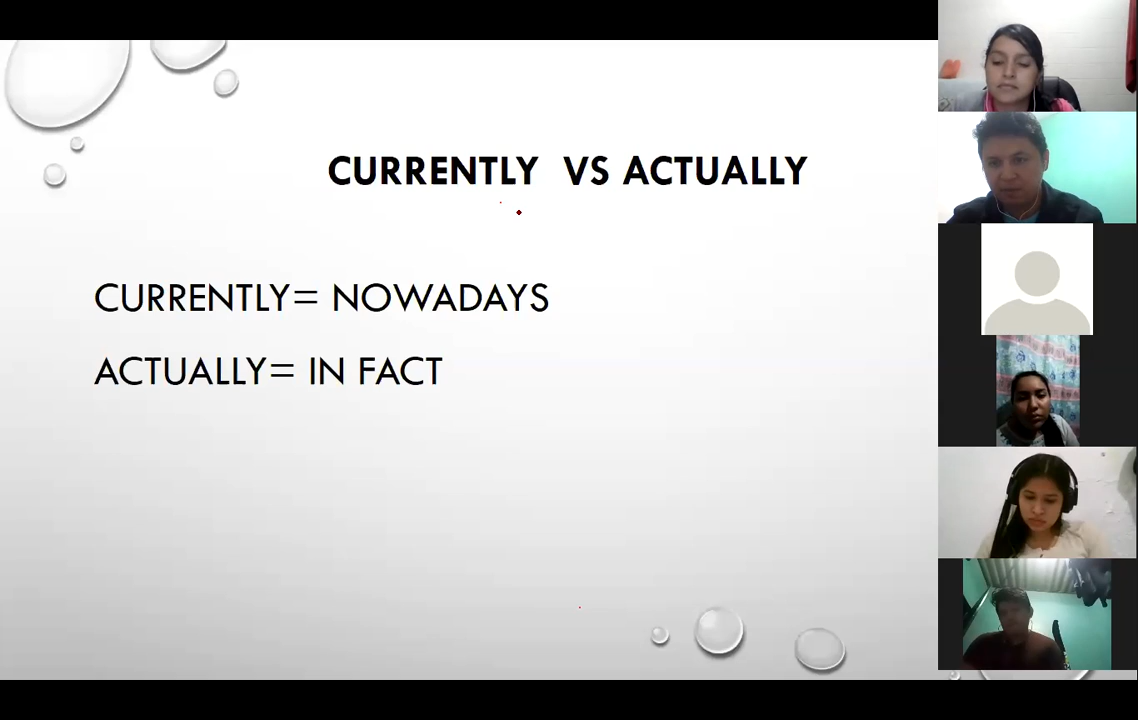 CURRENTLY VS ACTUALLY
CURRENTLY= NOWADAYS
ACTUALLY= IN FACT